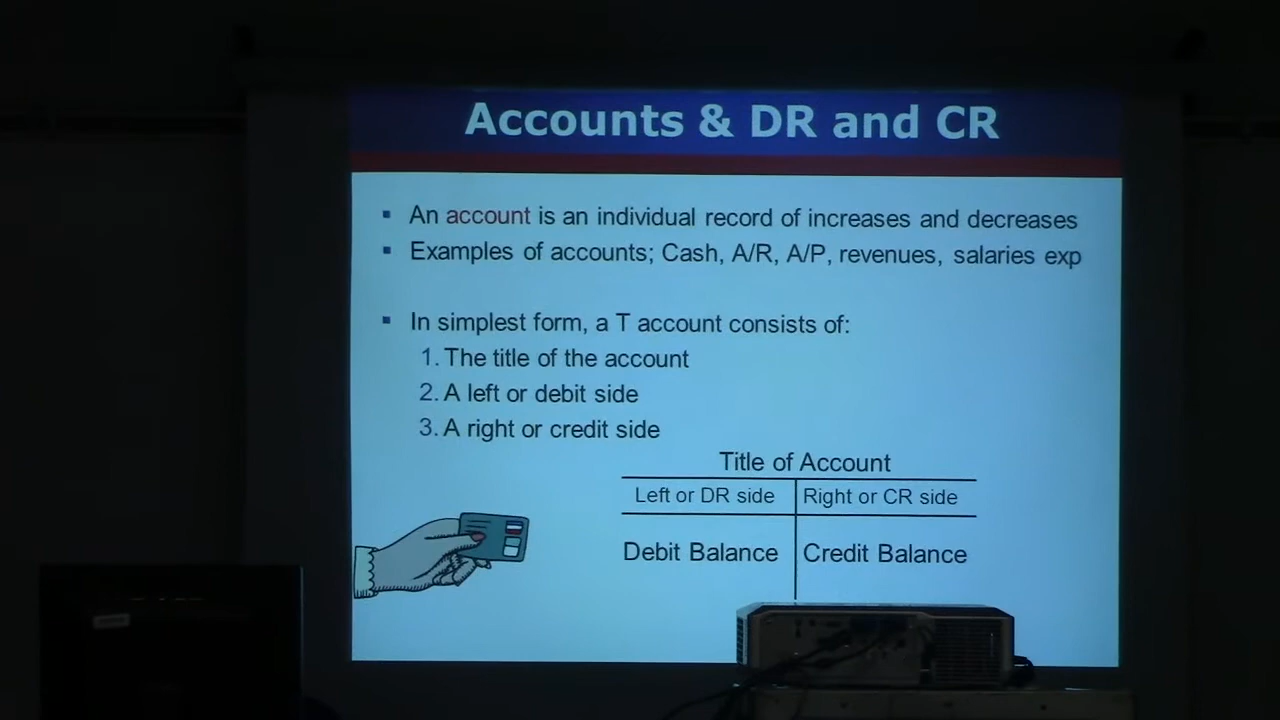 Accounts & DR and CR
▪ An account is an individual record of increases and decreases
▪ Examples of accounts; Cash, A/R, A/P, revenues, salaries exp
▪ In simplest form, a T account consists of:
1. The title of the account
2. A left or debit side
3. A right or credit side
Title of Account
Left or DR side Right or CR side
Debit Balance Credit Balance